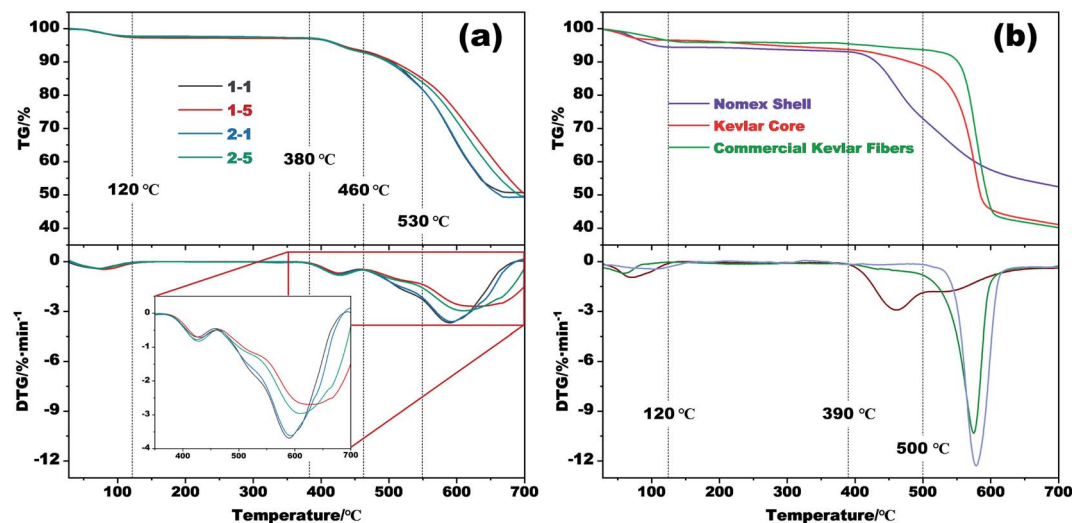 (a)
100
90
80
70
60
50
40
TG/%
1-1
1-5
2-1
2-5
120 ℃
380 ℃
460 ℃
530 ℃
0
-3
-6
-9
-12
DTG/%·min⁻¹
0
-1
-2
-3
-4
400 500 600 700
100 200 300 400 500 600 700
Temperature/℃
(b)
100
90
80
70
60
50
40
TG/%
Nomex Shell
Kevlar Core
Commercial Kevlar Fibers
0
-3
-6
-9
-12
DTG/%·min⁻¹
120 ℃
390 ℃
500 ℃
100 200 300 400 500 600 700
Temperature/℃